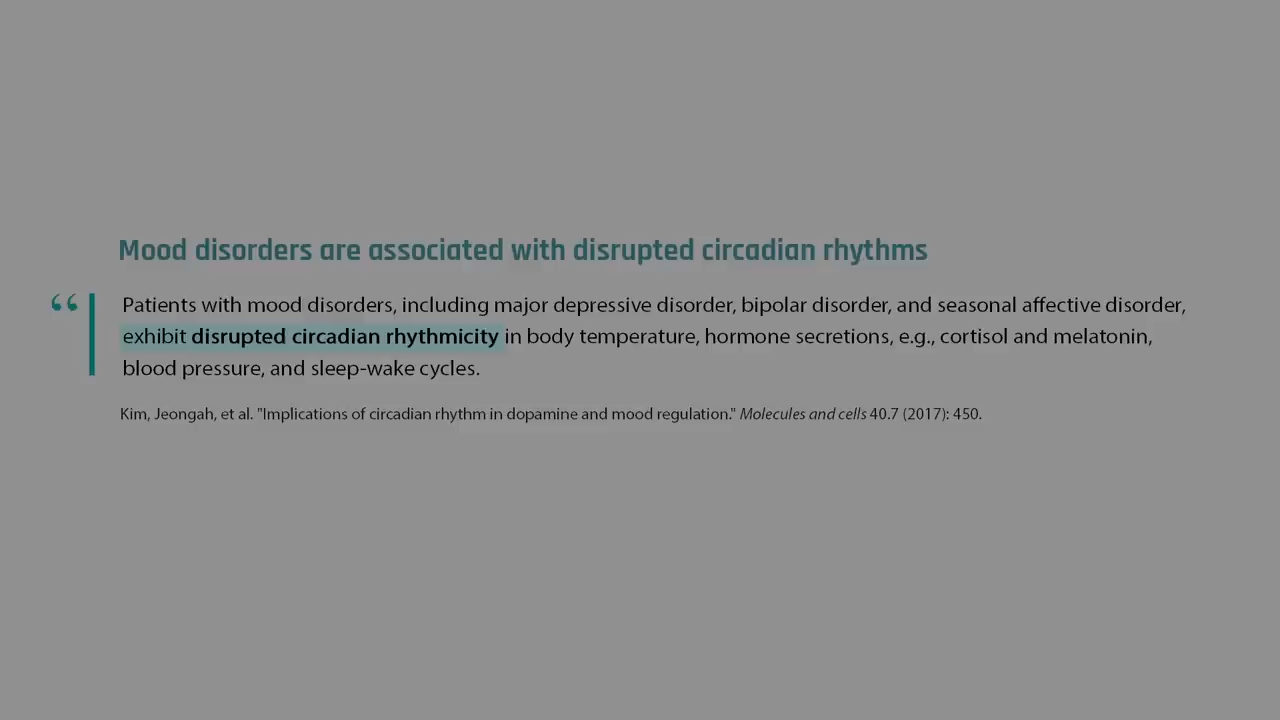 Mood disorders are associated with disrupted circadian rhythms
“ Patients with mood disorders, including major depressive disorder, bipolar disorder, and seasonal affective disorder,
exhibit disrupted circadian rhythmicity in body temperature, hormone secretions, e.g., cortisol and melatonin,
blood pressure, and sleep-wake cycles.
Kim, Jeongah, et al. "Implications of circadian rhythm in dopamine and mood regulation." Molecules and cells 40.7 (2017): 450.